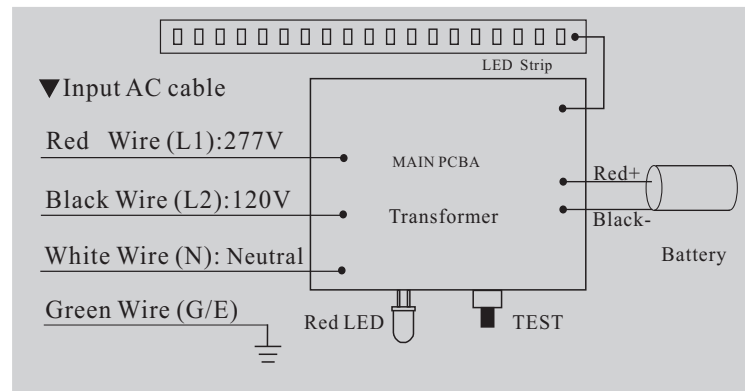 LED Strip
▼Input AC cable
Red Wire (L1):277V
MAIN PCBA
Red+
Black Wire (L2):120V
Transformer
Black-
White Wire (N): Neutral
Battery
Green Wire (G/E)
Red LED
TEST